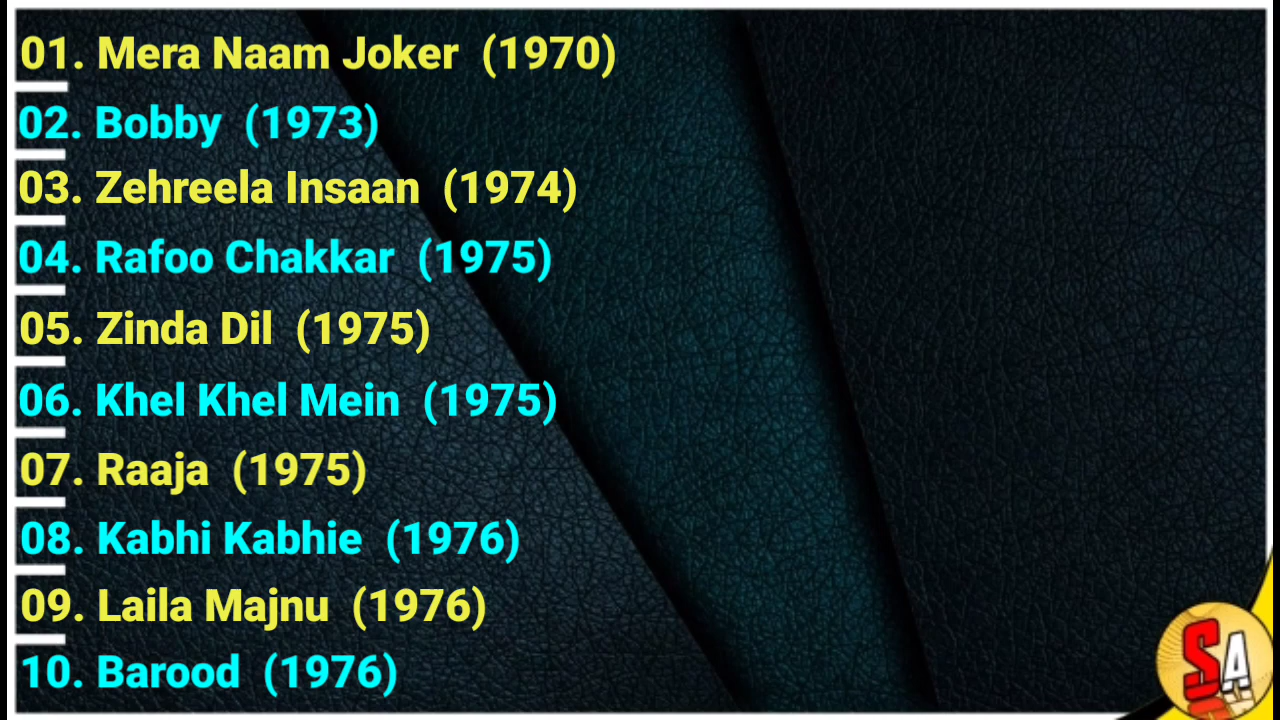 01. Mera Naam Joker (1970)
02. Bobby (1973)
03. Zehreela Insaan (1974)
04. Rafoo Chakkar (1975)
05. Zinda Dil (1975)
06. Khel Khel Mein (1975)
07. Raaja (1975)
08. Kabhi Kabhie (1976)
09. Laila Majnu (1976)
10. Barood (1976)
SA